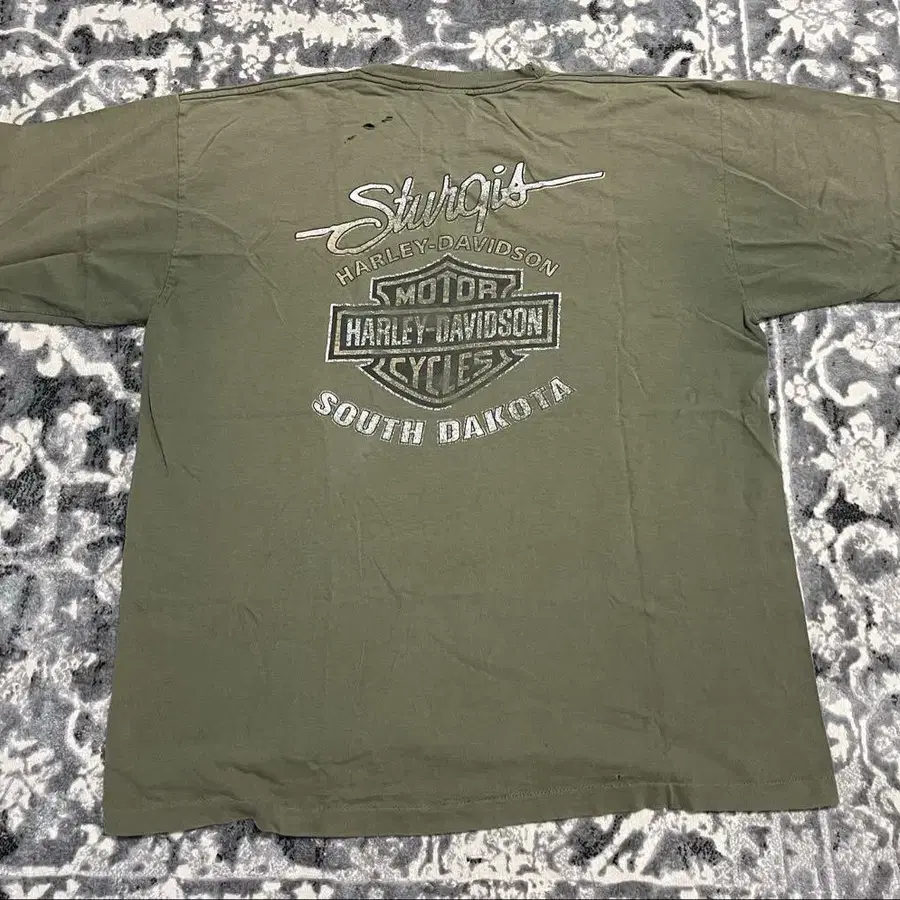 Sturgis
HARLEY-DAVIDSON
MOTOR
HARLEY-DAVIDSON
CYCLES
SOUTH DAKOTA